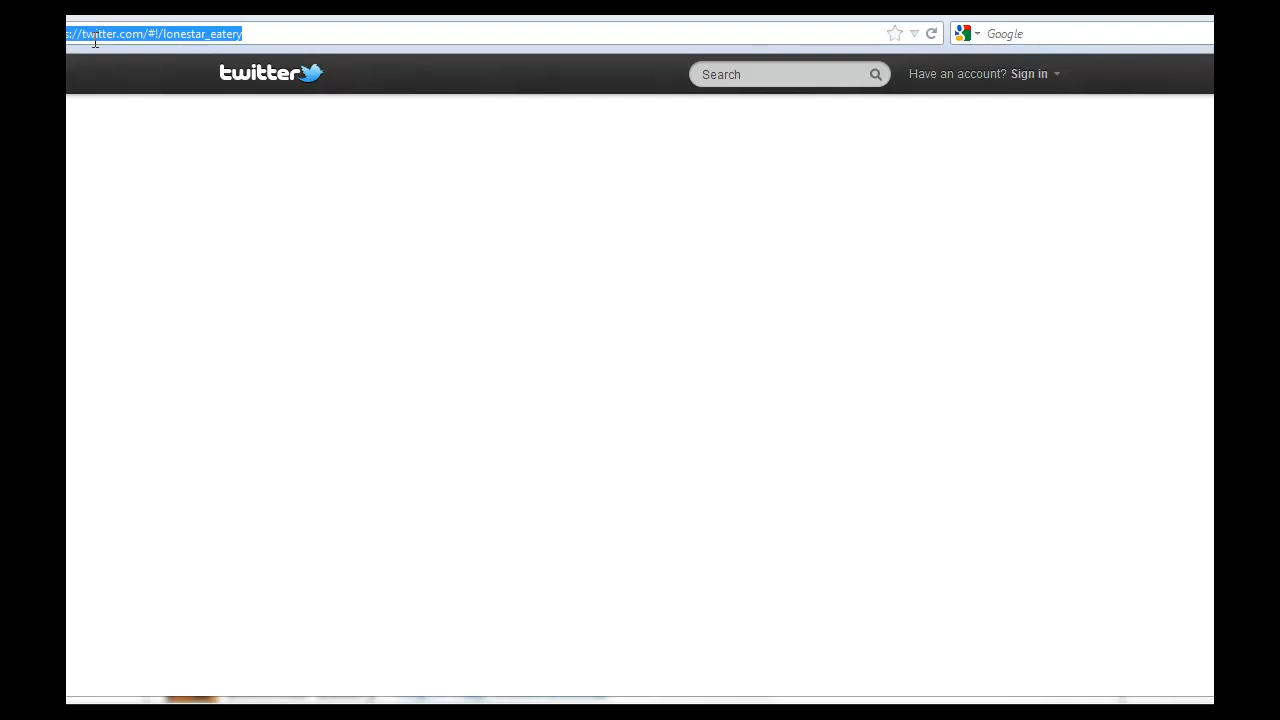 s://twitter.com/#!/lonestar_eatery
Google
twitter
Search
Have an account? Sign in